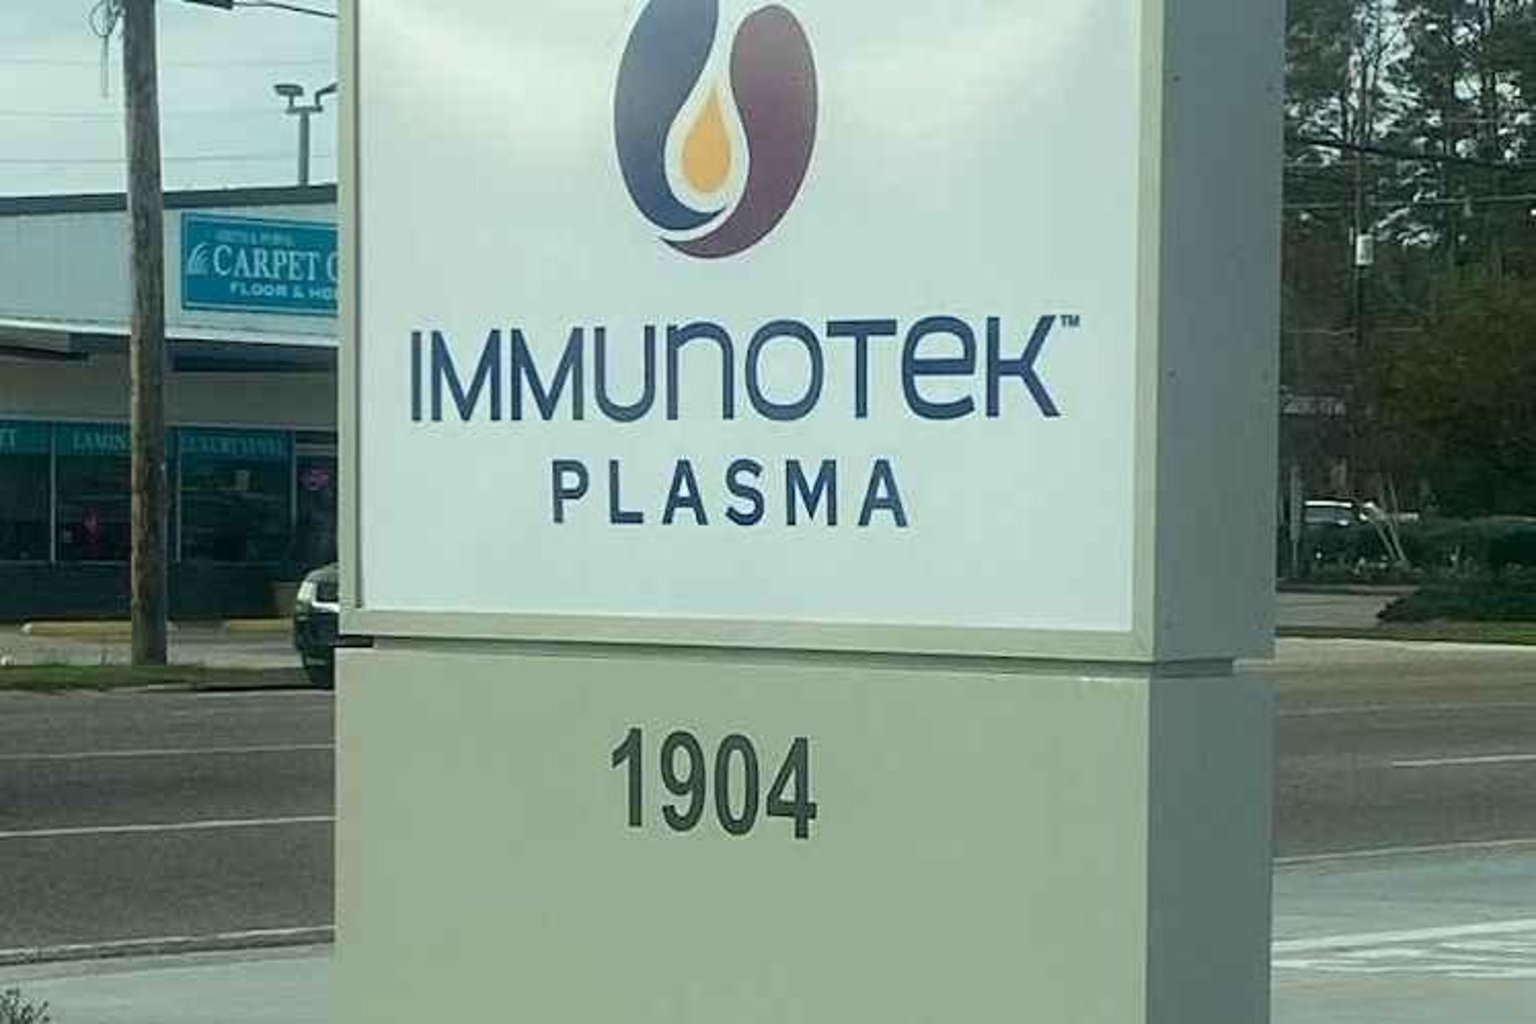 IMMUNOTEK™
PLASMA
1904
CARPET
FLOOR &